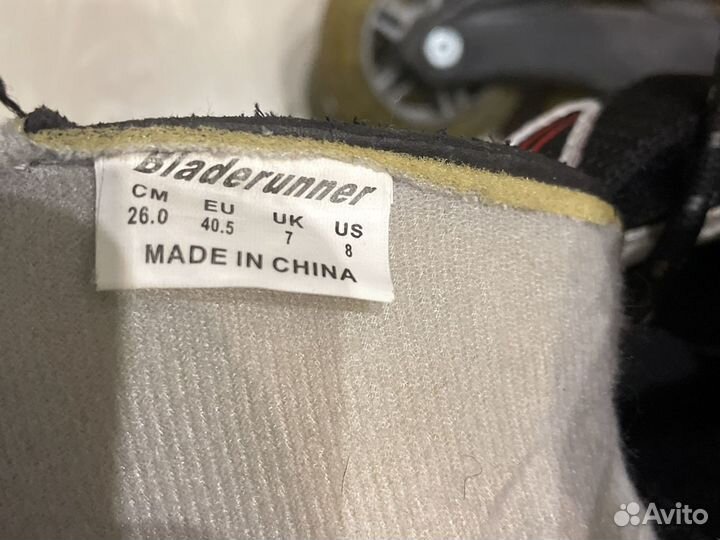 Bladerunner
CM EU UK US
26.0 40.5 7 8
MADE IN CHINA
Avito